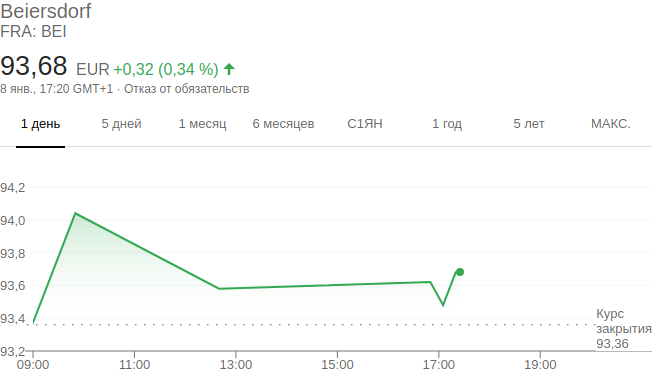 Beiersdorf
FRA: BEI
93,68 EUR +0,32 (0,34 %)
8 янв., 17:20 GMT+1 · Отказ от обязательств
1 день 5 дней 1 месяц 6 месяцев С1ЯН 1 год 5 лет МАКС.
94,2
94,0
93,8
93,6
93,4
93,2
Курс
закрытия
93,36
09:00 11:00 13:00 15:00 17:00 19:00